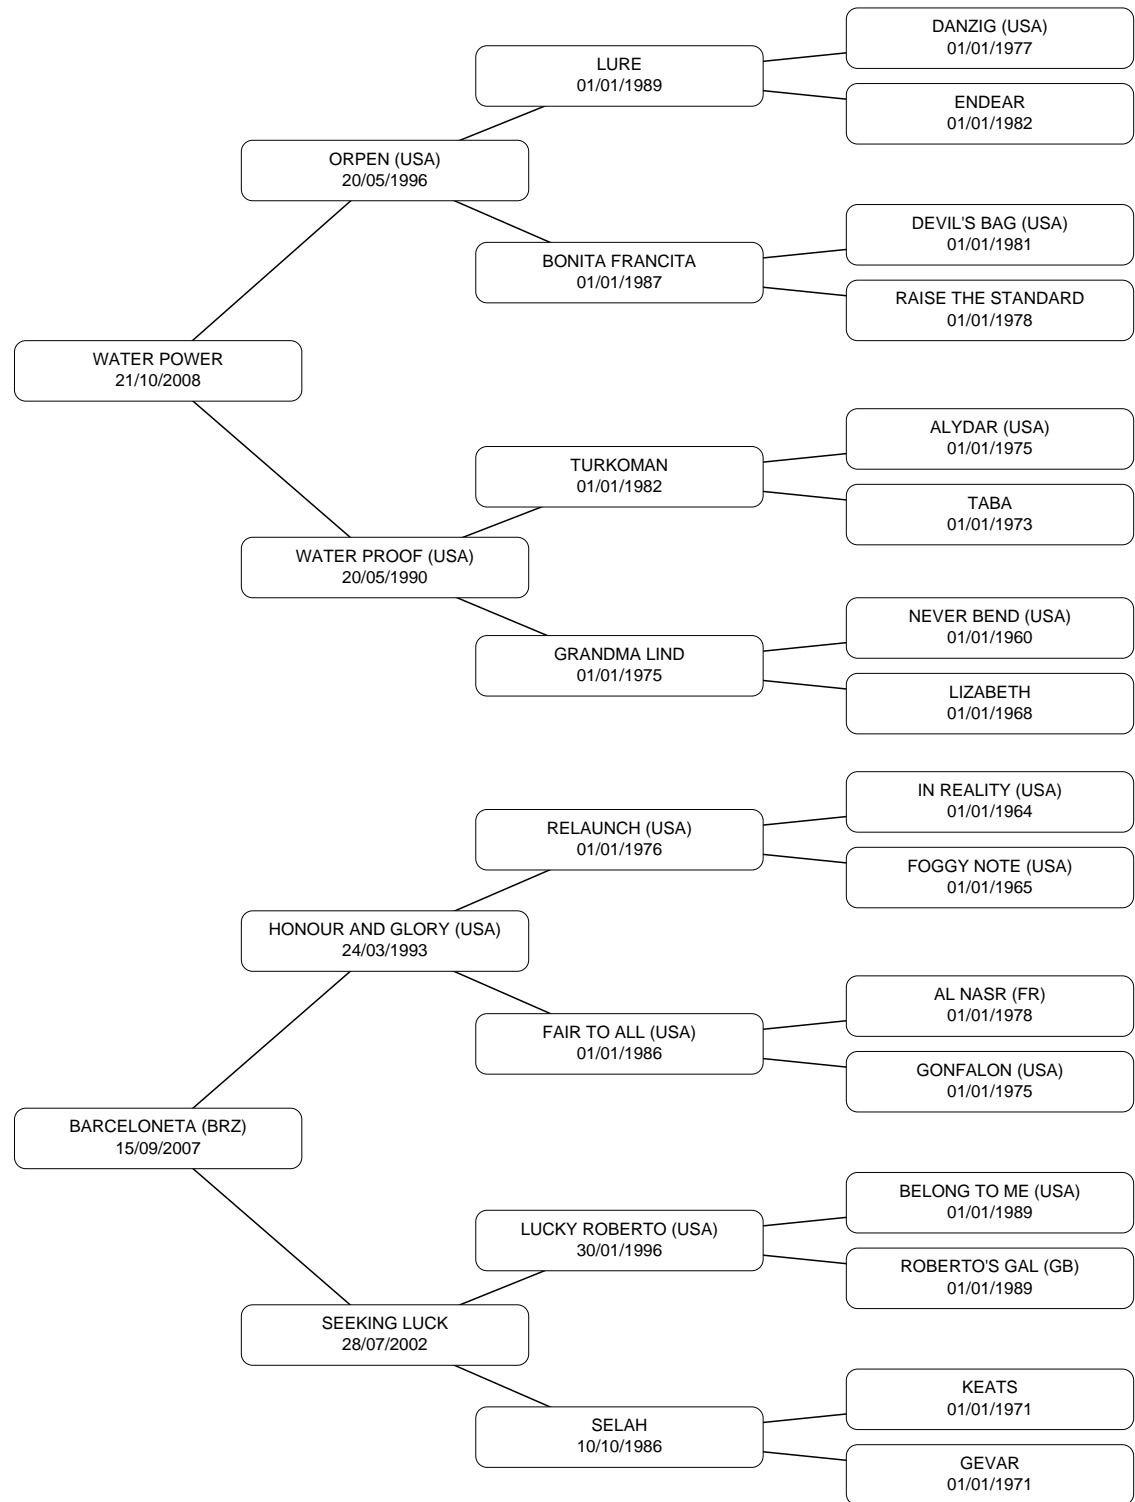 DANZIG (USA)
01/01/1977
LURE
01/01/1989
ENDEAR
01/01/1982
ORPEN (USA)
20/05/1996
DEVIL'S BAG (USA)
01/01/1981
BONITA FRANCITA
01/01/1987
RAISE THE STANDARD
01/01/1978
WATER POWER
21/10/2008
ALYDAR (USA)
01/01/1975
TURKOMAN
01/01/1982
TABA
01/01/1973
WATER PROOF (USA)
20/05/1990
NEVER BEND (USA)
01/01/1960
GRANDMA LIND
01/01/1975
LIZABETH
01/01/1968
IN REALITY (USA)
01/01/1964
RELAUNCH (USA)
01/01/1976
FOGGY NOTE (USA)
01/01/1965
HONOUR AND GLORY (USA)
24/03/1993
AL NASR (FR)
01/01/1978
FAIR TO ALL (USA)
01/01/1986
GONFALON (USA)
01/01/1975
BARCELONETA (BRZ)
15/09/2007
BELONG TO ME (USA)
01/01/1989
LUCKY ROBERTO (USA)
30/01/1996
ROBERTO'S GAL (GB)
01/01/1989
SEEKING LUCK
28/07/2002
KEATS
01/01/1971
SELAH
10/10/1986
GEVAR
01/01/1971